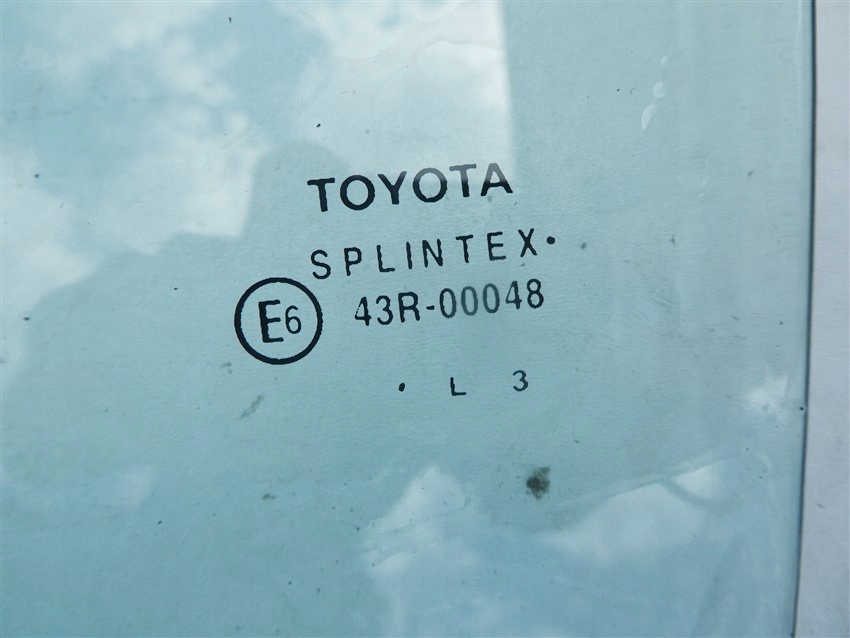 TOYOTA
SPLINTEX•
E6 43R-00048
• L 3